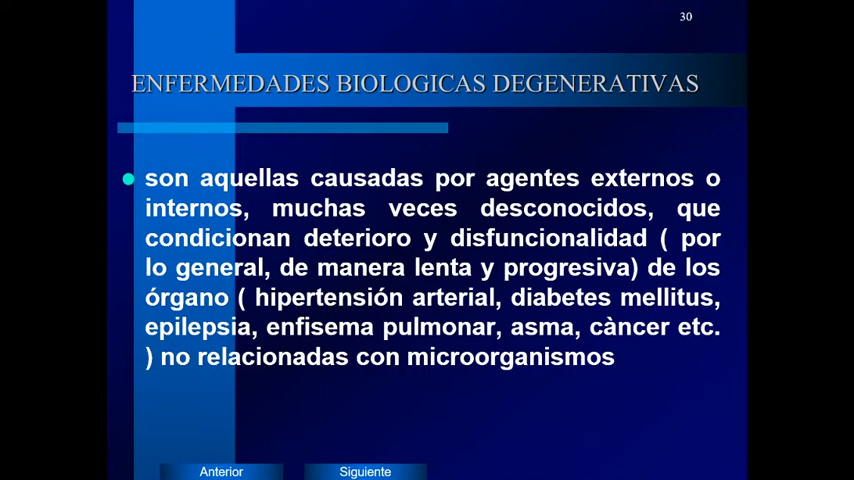 30
ENFERMEDADES BIOLOGICAS DEGENERATIVAS
son aquellas causadas por agentes externos o
internos, muchas veces desconocidos, que
condicionan deterioro y disfuncionalidad ( por
lo general, de manera lenta y progresiva) de los
órgano ( hipertensión arterial, diabetes mellitus,
epilepsia, enfisema pulmonar, asma, càncer etc.
) no relacionadas con microorganismos
Anterior
Siguiente